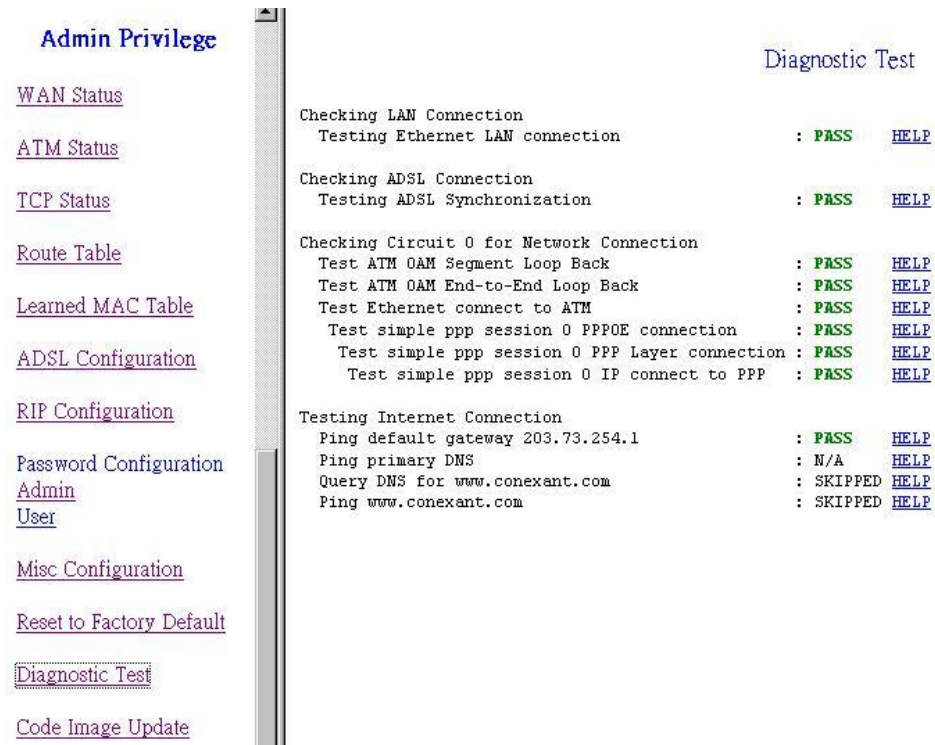 Admin Privilege
WAN Status
ATM Status
TCP Status
Route Table
Learned MAC Table
ADSL Configuration
RIP Configuration
Password Configuration
Admin
User
Misc Configuration
Reset to Factory Default
Diagnostic Test
Code Image Update
Diagnostic Test
Checking LAN Connection
Testing Ethernet LAN connection : PASS HELP
Checking ADSL Connection
Testing ADSL Synchronization : PASS HELP
Checking Circuit 0 for Network Connection
Test ATM OAM Segment Loop Back : PASS HELP
Test ATM OAM End-to-End Loop Back : PASS HELP
Test Ethernet connect to ATM : PASS HELP
Test simple ppp session 0 PPPOE connection : PASS HELP
Test simple ppp session 0 PPP Layer connection : PASS HELP
Test simple ppp session 0 IP connect to PPP : PASS HELP
Testing Internet Connection
Ping default gateway 203.73.254.1 : PASS HELP
Ping primary DNS : N/A HELP
Query DNS for www.conexant.com : SKIPPED HELP
Ping www.conexant.com : SKIPPED HELP